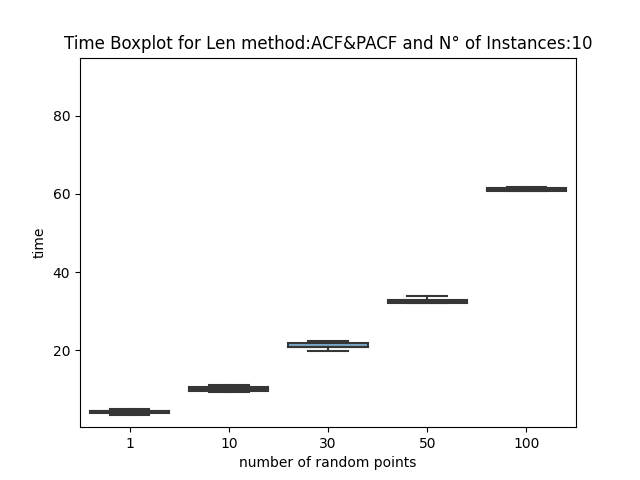 Time Boxplot for Len method:ACF&PACF and N° of Instances:10
80
60
40
20
time
1 10 30 50 100
number of random points